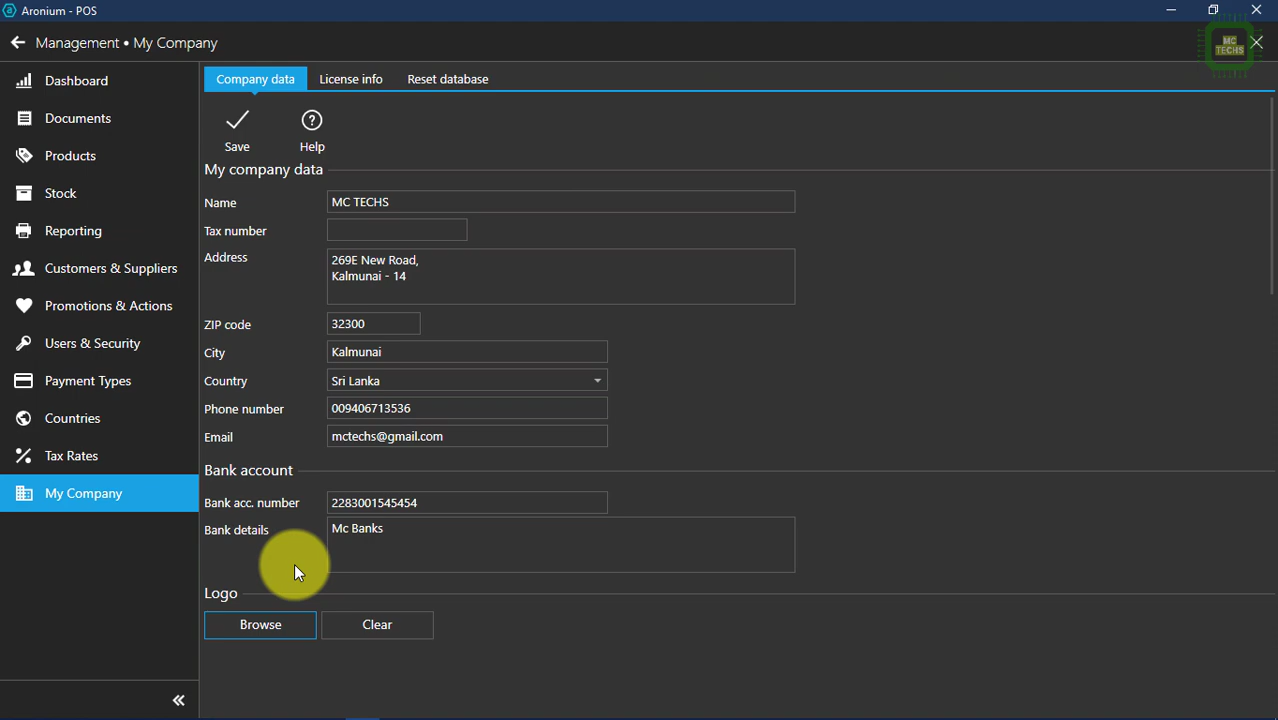 Aronium - POS
Management • My Company
MC
TECHS
Dashboard
Documents
Products
Stock
Reporting
Customers & Suppliers
Promotions & Actions
Users & Security
Payment Types
Countries
Tax Rates
My Company
Company data
License info
Reset database
Save
Help
My company data
Name
MC TECHS
Tax number
Address
269E New Road,
Kalmunai - 14
ZIP code
32300
City
Kalmunai
Country
Sri Lanka
Phone number
009406713536
Email
mctechs@gmail.com
Bank account
Bank acc. number
2283001545454
Bank details
Mc Banks
Logo
Browse
Clear